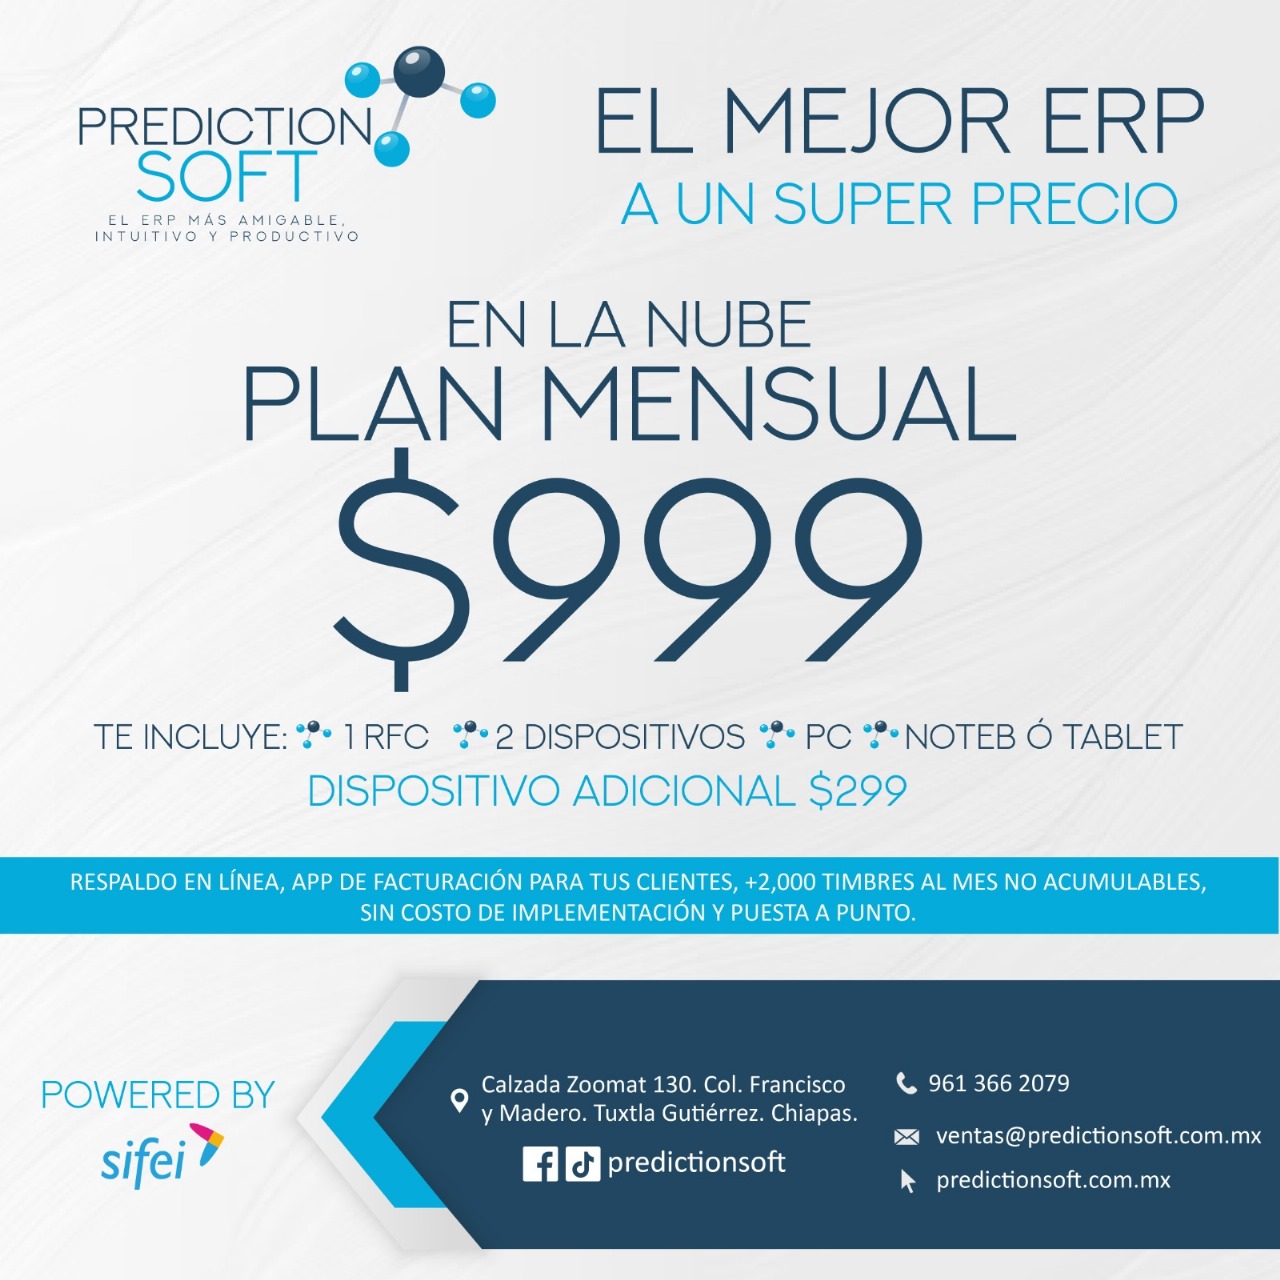 PREDICTION
SOFT
EL ERP MÁS AMIGABLE,
INTUITIVO Y PRODUCTIVO
EL MEJOR ERP
A UN SUPER PRECIO
EN LA NUBE
PLAN MENSUAL
$999
TE INCLUYE: 1 RFC 2 DISPOSITIVOS PC NOTEB Ó TABLET
DISPOSITIVO ADICIONAL $299
RESPALDO EN LÍNEA, APP DE FACTURACIÓN PARA TUS CLIENTES, +2,000 TIMBRES AL MES NO ACUMULABLES,
SIN COSTO DE IMPLEMENTACIÓN Y PUESTA A PUNTO.
POWERED BY
sifei
Calzada Zoomat 130. Col. Francisco
y Madero. Tuxtla Gutiérrez. Chiapas.
predictionsoft
961 366 2079
ventas@predictionsoft.com.mx
predictionsoft.com.mx